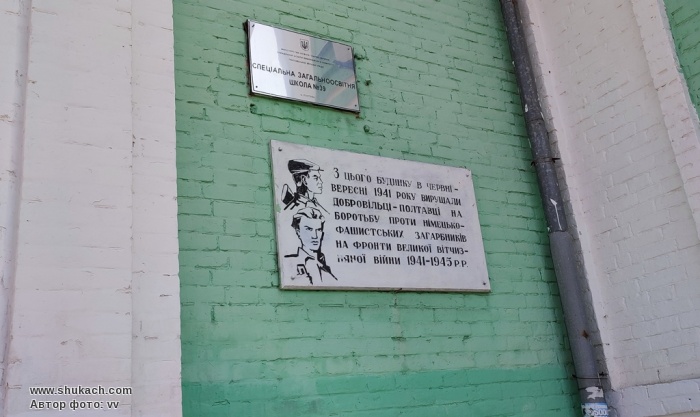 СПЕЦІАЛЬНА ЗАГАЛЬНООСВІТНЯ
ШКОЛА №39
З ЦЬОГО БУДИНКУ В ЧЕРВНІ-
ВЕРЕСНІ 1941 РОКУ ВИРУШАЛИ
ДОБРОВІЛЬЦІ-ПОЛТАВЦІ НА
БОРОТЬБУ ПРОТИ НІМЕЦЬКО-
ФАШИСТСЬКИХ ЗАГАРБНИКІВ
НА ФРОНТИ ВЕЛИКОЇ ВІТЧИЗ-
НЯНОЇ ВІЙНИ 1941-1945 Р.Р.
www.shukach.com
Автор фото: vv